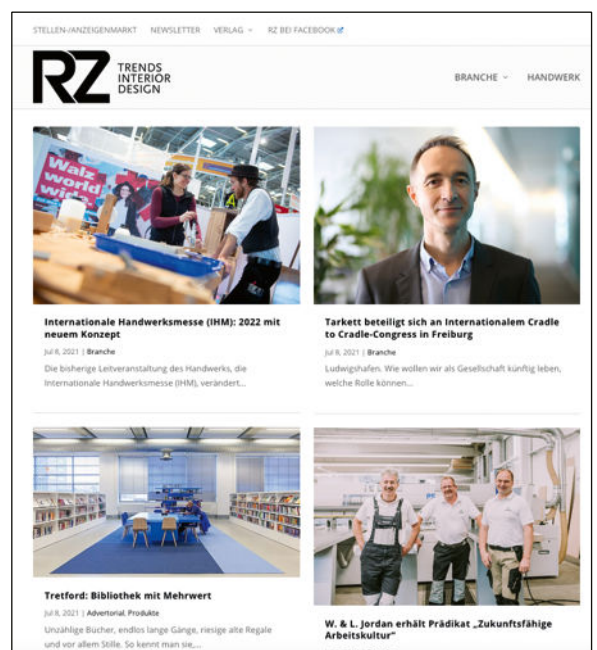 STELLEN-/ANZEIGENMARKT NEWSLETTER VERLAG RZ BEI FACEBOOK
RZ TRENDS
INTERIOR
DESIGN
BRANCHE HANDWERK
Walz
world
wide.
Internationale Handwerksmesse (IHM): 2022 mit
neuem Konzept
Jul 8, 2021 | Branche
Die bisherige Leitveranstaltung des Handwerks, die
Internationale Handwerksmesse (IHM), verändert...
Tarkett beteiligt sich an Internationalem Cradle
to Cradle-Congress in Freiburg
Jul 8, 2021 | Branche
Ludwigshafen. Wie wollen wir als Gesellschaft künftig leben,
welche Rolle können...
Tretford: Bibliothek mit Mehrwert
Jul 8, 2021 | Advertorial, Produkte
Unzählige Bücher, endlos lange Gänge, riesige alte Regale
und vor allem Stille. So kennt man sie,...
W. & L. Jordan erhält Prädikat „Zukunftsfähige
Arbeitskultur“